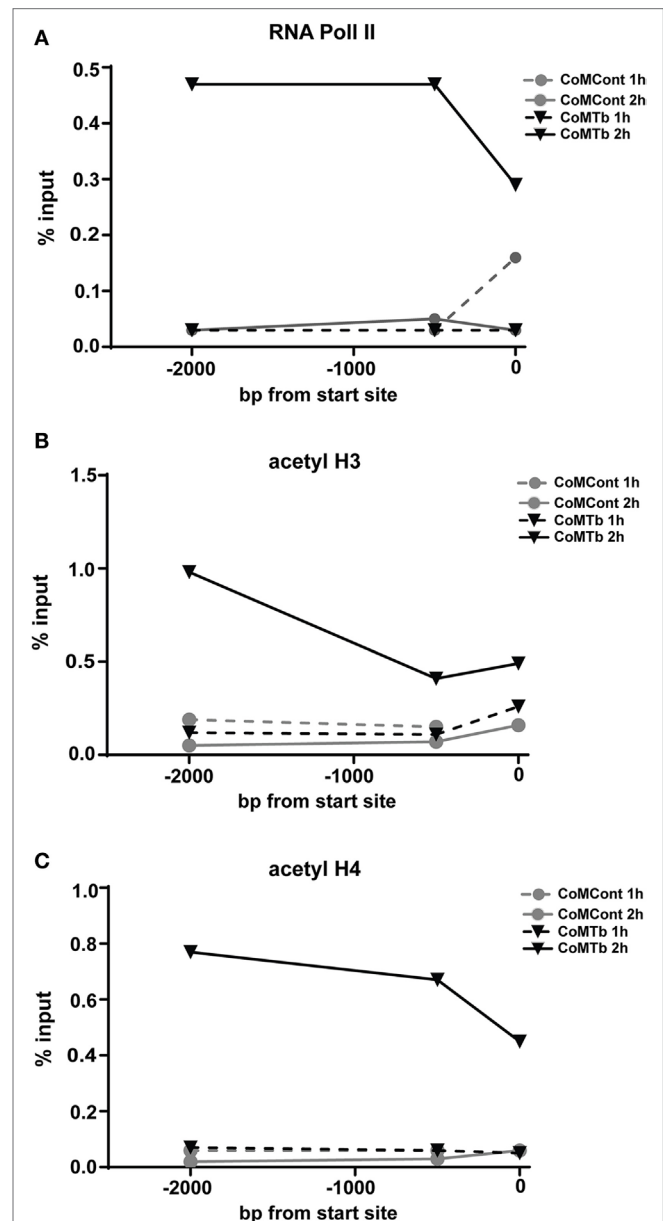 A
RNA Poll II
0.5
0.4
0.3
0.2
0.1
0.0
% input
-2000
-1000
0
bp from start site
CoMCont 1h
CoMCont 2h
CoMTb 1h
CoMTb 2h
B
acetyl H3
1.5
1.0
0.5
0.0
% input
-2000
-1000
0
bp from start site
CoMCont 1h
CoMCont 2h
CoMTb 1h
CoMTb 2h
C
acetyl H4
1.0
0.8
0.6
0.4
0.2
0.0
% input
-2000
-1000
0
bp from start site
CoMCont 1h
CoMCont 2h
CoMTb 1h
CoMTb 2h